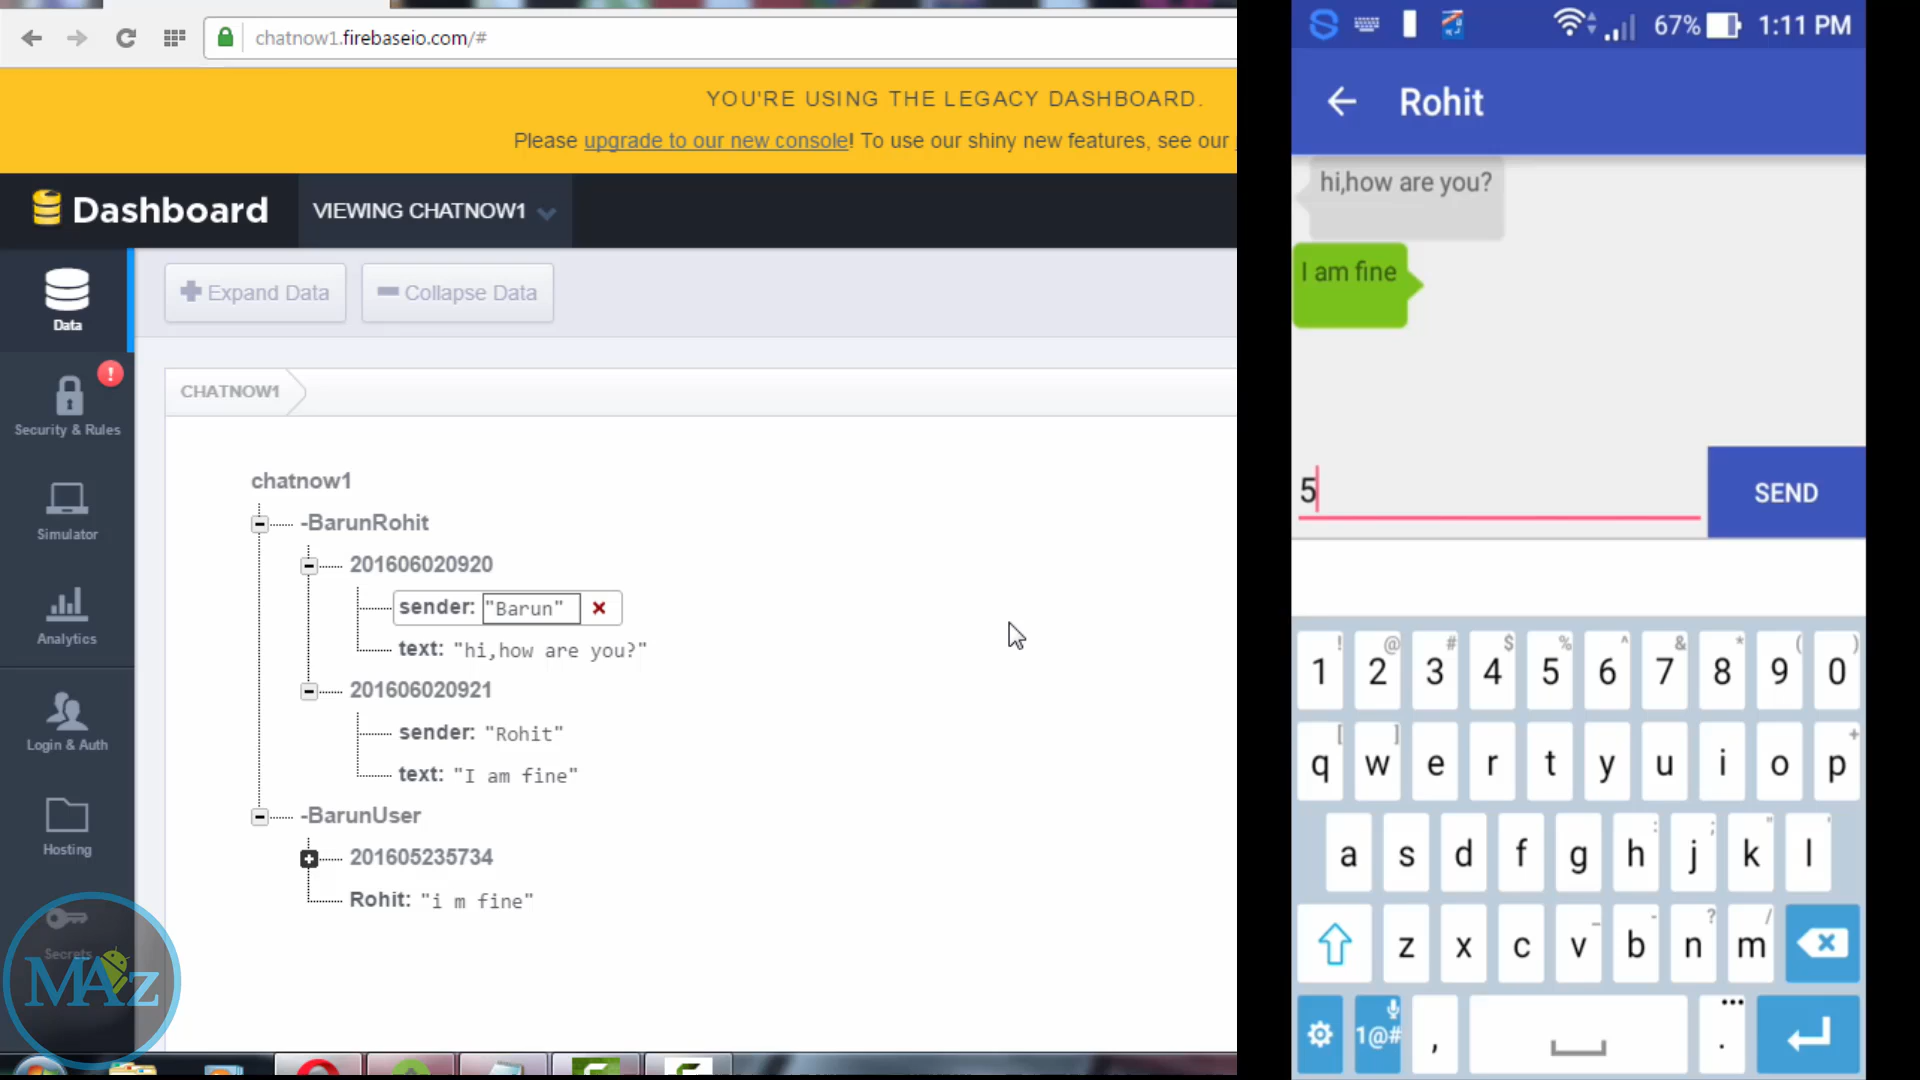 chatnow1.firebaseio.com/#
YOU'RE USING THE LEGACY DASHBOARD.
Please upgrade to our new console! To use our shiny new features, see our
Dashboard
VIEWING CHATNOW1
Data
Security & Rules
!
Simulator
Analytics
Login & Auth
Hosting
Secrets
MAz
Expand Data
Collapse Data
CHATNOW1
chatnow1
-BarunRohit
201606020920
sender: "Barun"
text: "hi,how are you?"
201606020921
sender: "Rohit"
text: "I am fine"
-BarunUser
201605235734
Rohit: "i m fine"
67% 1:11 PM
Rohit
hi,how are you?
I am fine
5
SEND
! @ # $ % ^ & * ( )
1 2 3 4 5 6 7 8 9 0
[ ] +
q w e r t y u i o p
: ; " '
a s d f g h j k l
_ - ? /
z x c v b n m
1@# , . ...